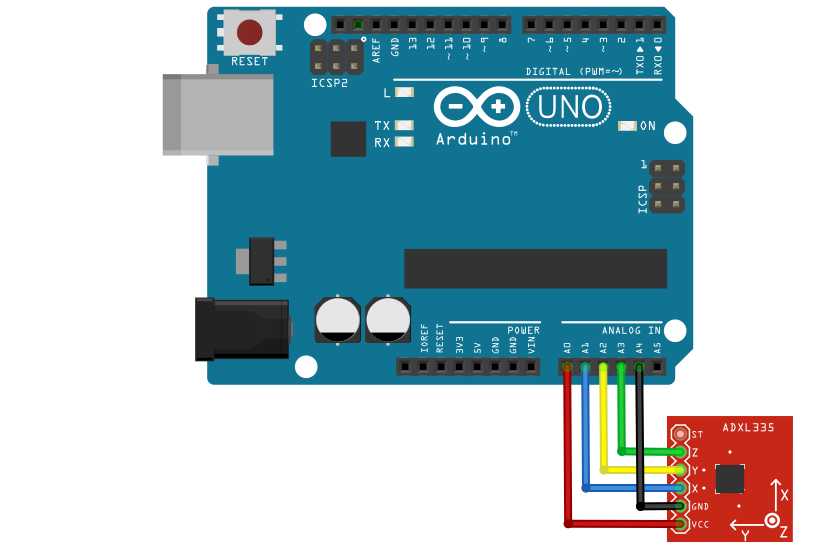 RESET
ICSP2
AREF
GND
13
12
~11
~10
~9
8
7
~6
~5
4
~3
2
TXO▶1
RXO◀0
DIGITAL (PWM=~)
L
TX
RX
UNO
Arduino™
ON
1
ICSP
POWER
ANALOG IN
IOREF
RESET
3V3
5V
GND
GND
VIN
A0
A1
A2
A3
A4
A5
ADXL335
ST
Z
Y
X
GND
VCC
X
Y
Z